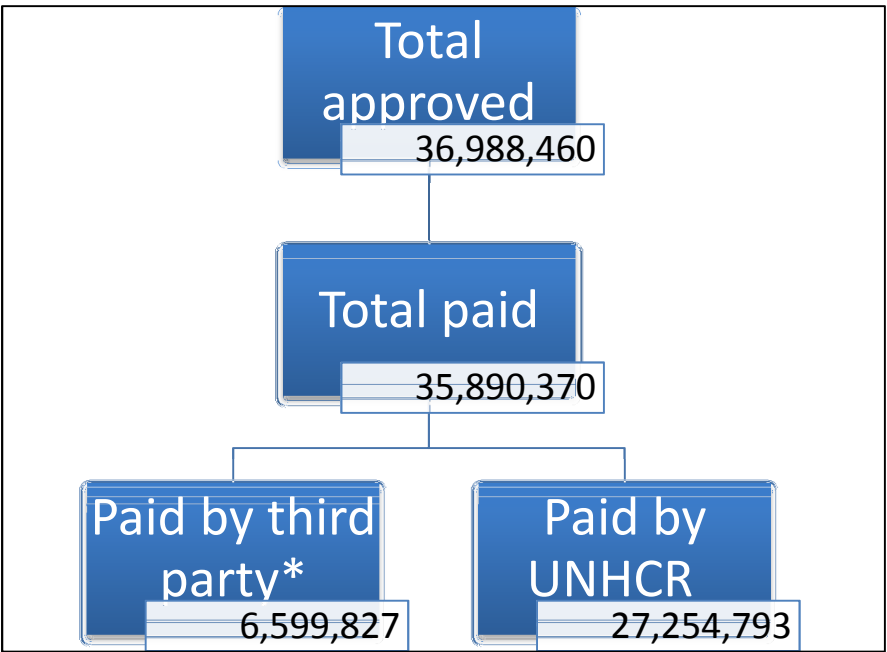 Total
approved
36,988,460
Total paid
35,890,370
Paid by third
party*
6,599,827
Paid by
UNHCR
27,254,793